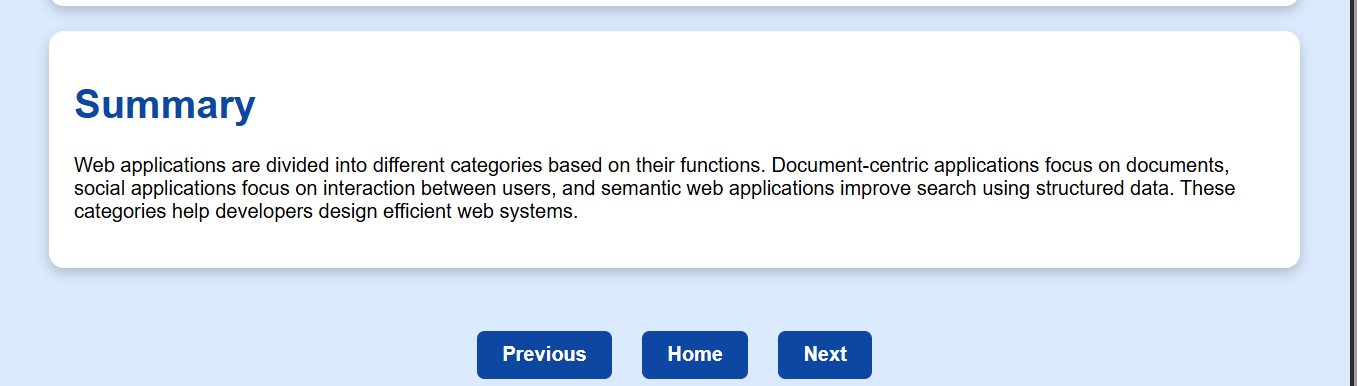 Summary
Web applications are divided into different categories based on their functions. Document-centric applications focus on documents,
social applications focus on interaction between users, and semantic web applications improve search using structured data. These
categories help developers design efficient web systems.
Previous Home Next